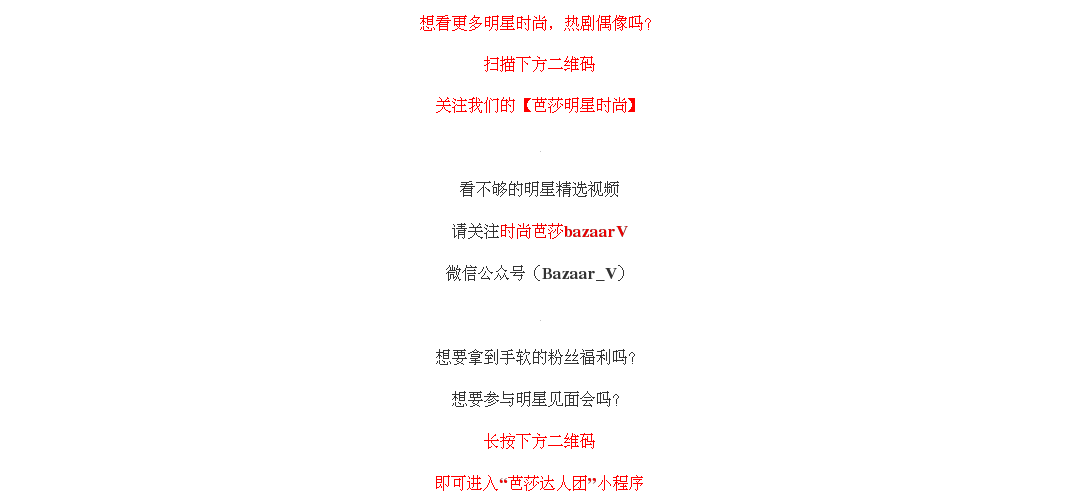 想看更多明星时尚，热剧偶像吗？
扫描下方二维码
关注我们的【芭莎明星时尚】
.
看不够的明星精选视频
请关注时尚芭莎bazaarV
微信公众号（Bazaar_V）
.
想要拿到手软的粉丝福利吗？
想要参与明星见面会吗？
长按下方二维码
即可进入“芭莎达人团”小程序